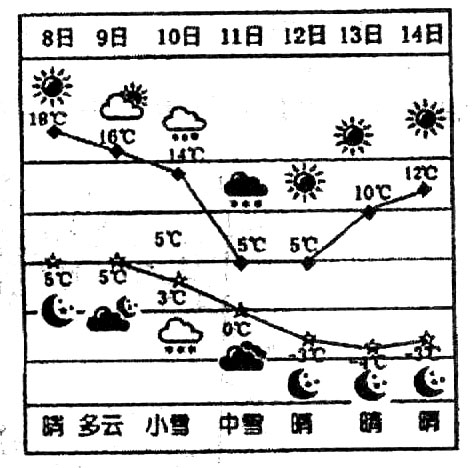 8日 9日 10日 11日 12日 13日 14日
18℃
16℃
14℃
12℃
10℃
5℃ 5℃ 5℃
5℃ 5℃
3℃
0℃
-3℃ -4℃ -3℃
晴 多云 小雪 中雪 晴 晴 晴